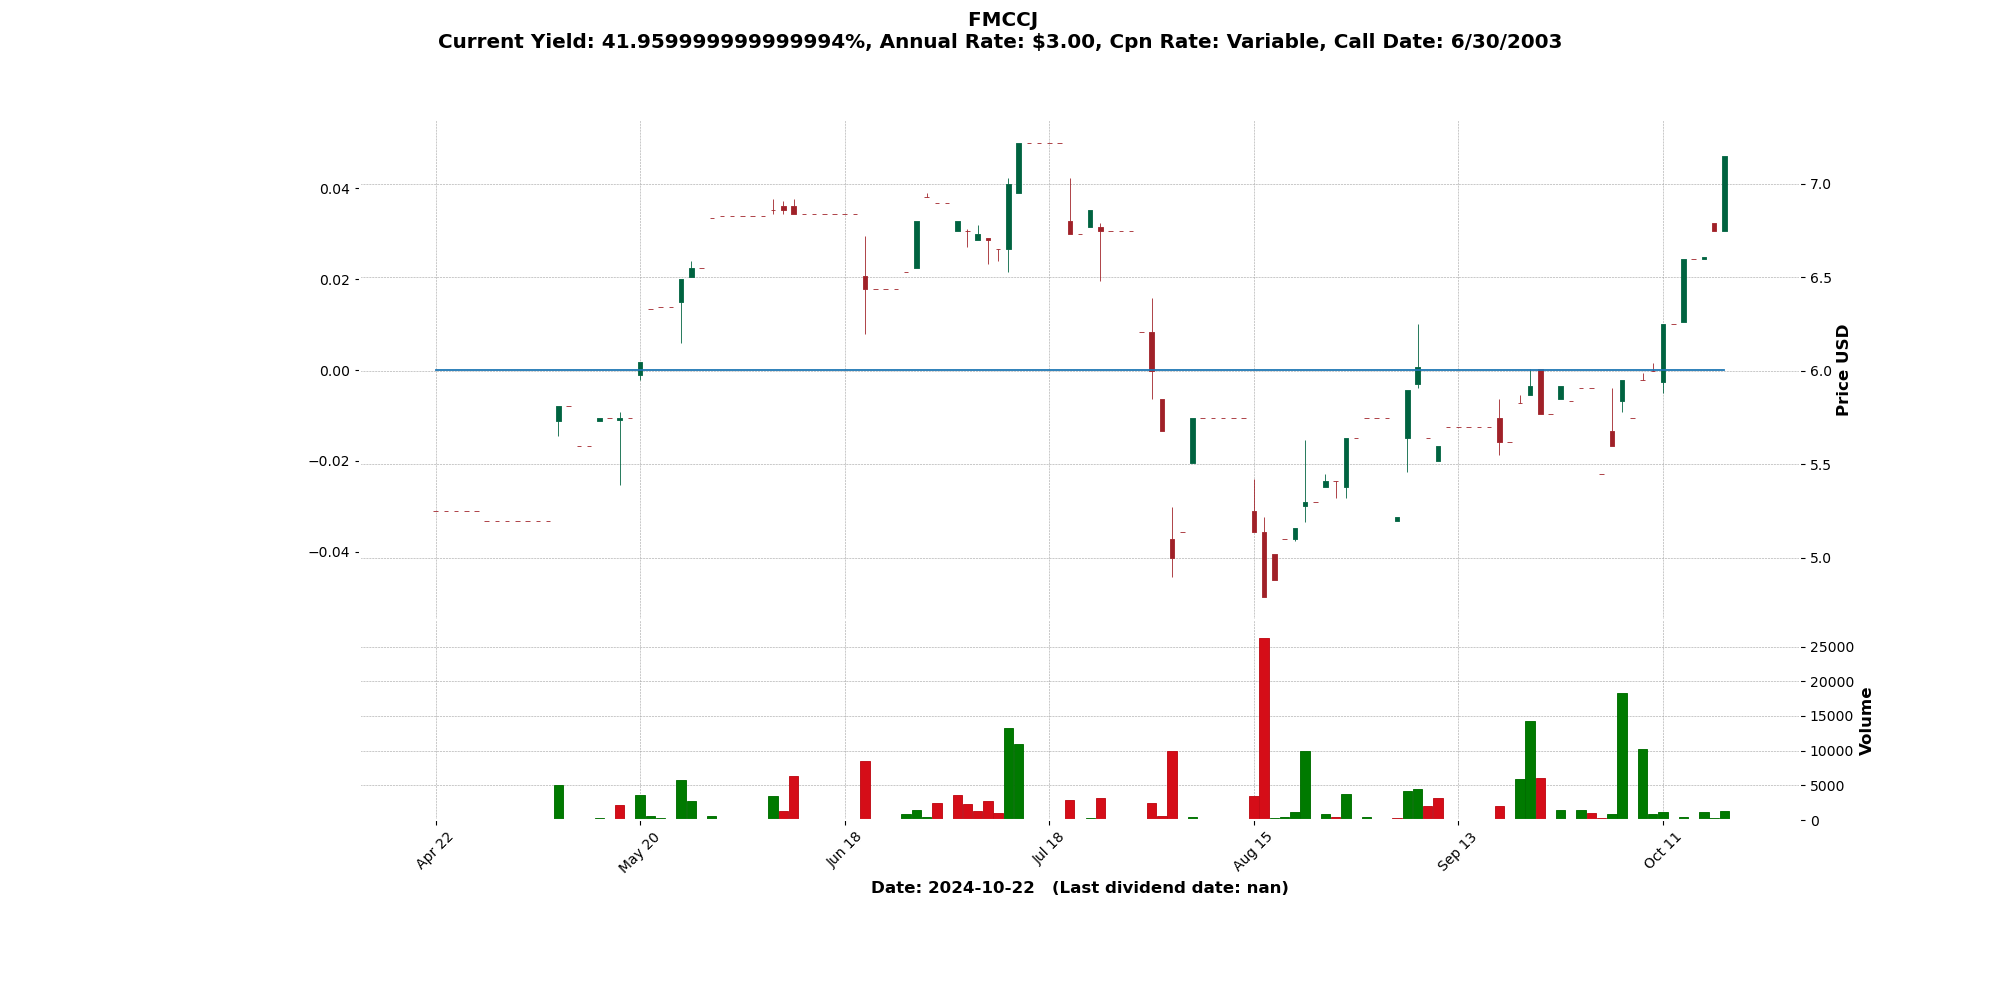 FMCCJ
Current Yield: 41.959999999999994%, Annual Rate: $3.00, Cpn Rate: Variable, Call Date: 6/30/2003
0.04
0.02
0.00
−0.02
−0.04
7.0
6.5
6.0
5.5
5.0
Price USD
25000
20000
15000
10000
5000
0
Volume
Apr 22
May 20
Jun 18
Jul 18
Aug 15
Sep 13
Oct 11
Date: 2024-10-22   (Last dividend date: nan)